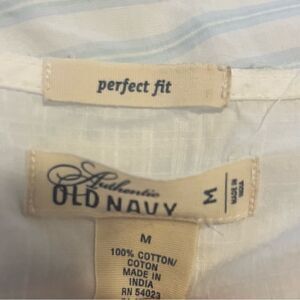 perfect fit
Authentic
OLD NAVY
M
MADE IN
INDIA
M
100% COTTON/
COTON
MADE IN
INDIA
RN 54023